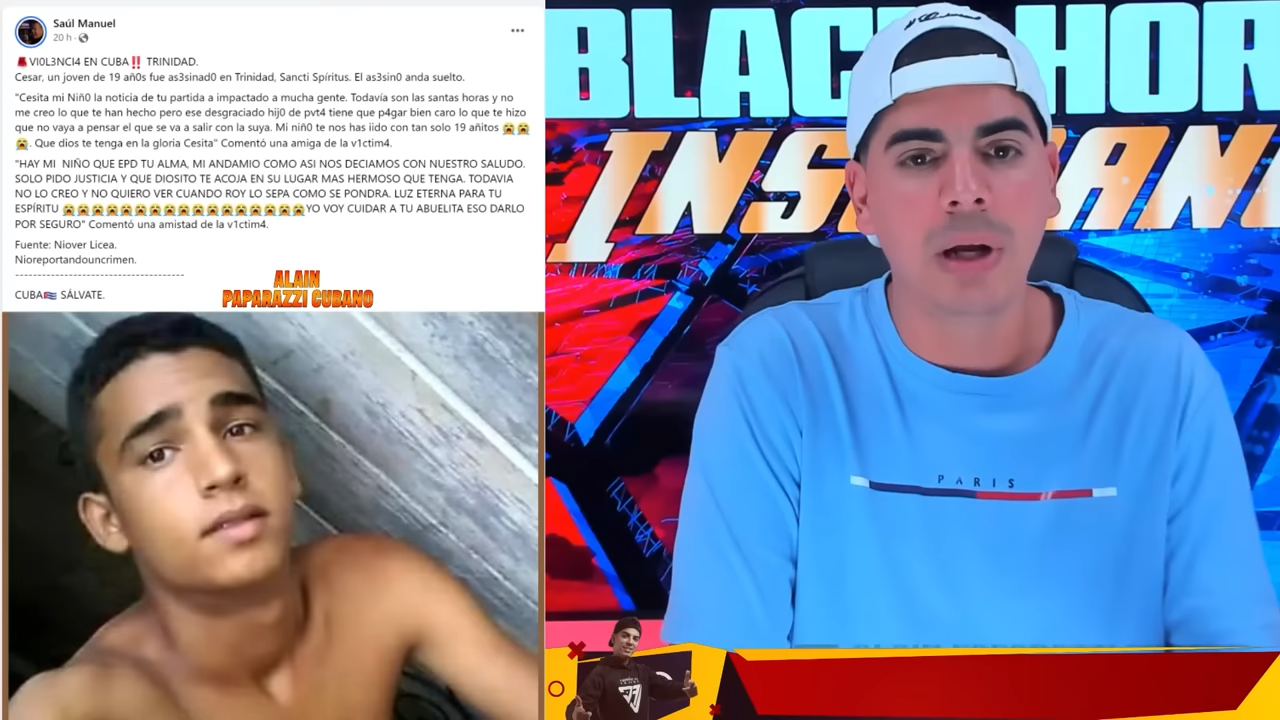 Saúl Manuel
20 h
VI0L3NCI4 EN CUBA‼️ TRINIDAD.
Cesar, un joven de 19 añ0s fue as3sinad0 en Trinidad, Sancti Spíritus. El as3sin0 anda suelto.
"Cesita mi Niñ0 la noticia de tu partida a impactado a mucha gente. Todavía son las santas horas y no
me creo lo que te han hecho pero ese desgraciado hij0 de pvt4 tiene que p4gar bien caro lo que te hizo
que no vaya a pensar el que se va a salir con la suya. Mi niñ0 te nos has iido con tan solo 19 añitos 😭😭
😭. Que dios te tenga en la gloria Cesita" Comentó una amiga de la v1ctim4.
"HAY MI NIÑO QUE EPD TU ALMA, MI ANDAMIO COMO ASI NOS DECIAMOS CON NUESTRO SALUDO.
SOLO PIDO JUSTICIA Y QUE DIOSITO TE ACOJA EN SU LUGAR MAS HERMOSO QUE TENGA. TODAVIA
NO LO CREO Y NO QUIERO VER CUANDO ROY LO SEPA COMO SE PONDRA. LUZ ETERNA PARA TU
ESPÍRITU 😭😭😭😭😭😭😭😭😭😭😭😭😭😭😭😭😭YO VOY CUIDAR A TU ABUELITA ESO DARLO
POR SEGURO" Comentó una amistad de la v1ctim4.
Fuente: Niover Licea.
Nioreportandouncrimen.
--------------------------------------
CUBA🇨🇺 SÁLVATE.
ALAIN
PAPARAZZI CUBANO
BLACK HOR
INS
AN
PARIS